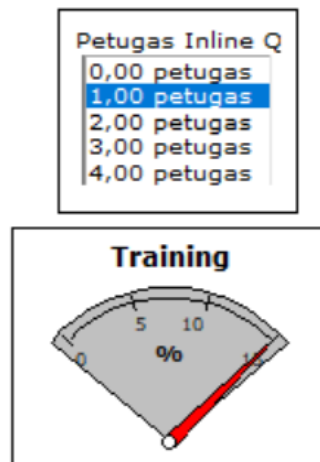 Petugas Inline Q
0,00 petugas
1,00 petugas
2,00 petugas
3,00 petugas
4,00 petugas
Training
5 10
%
0